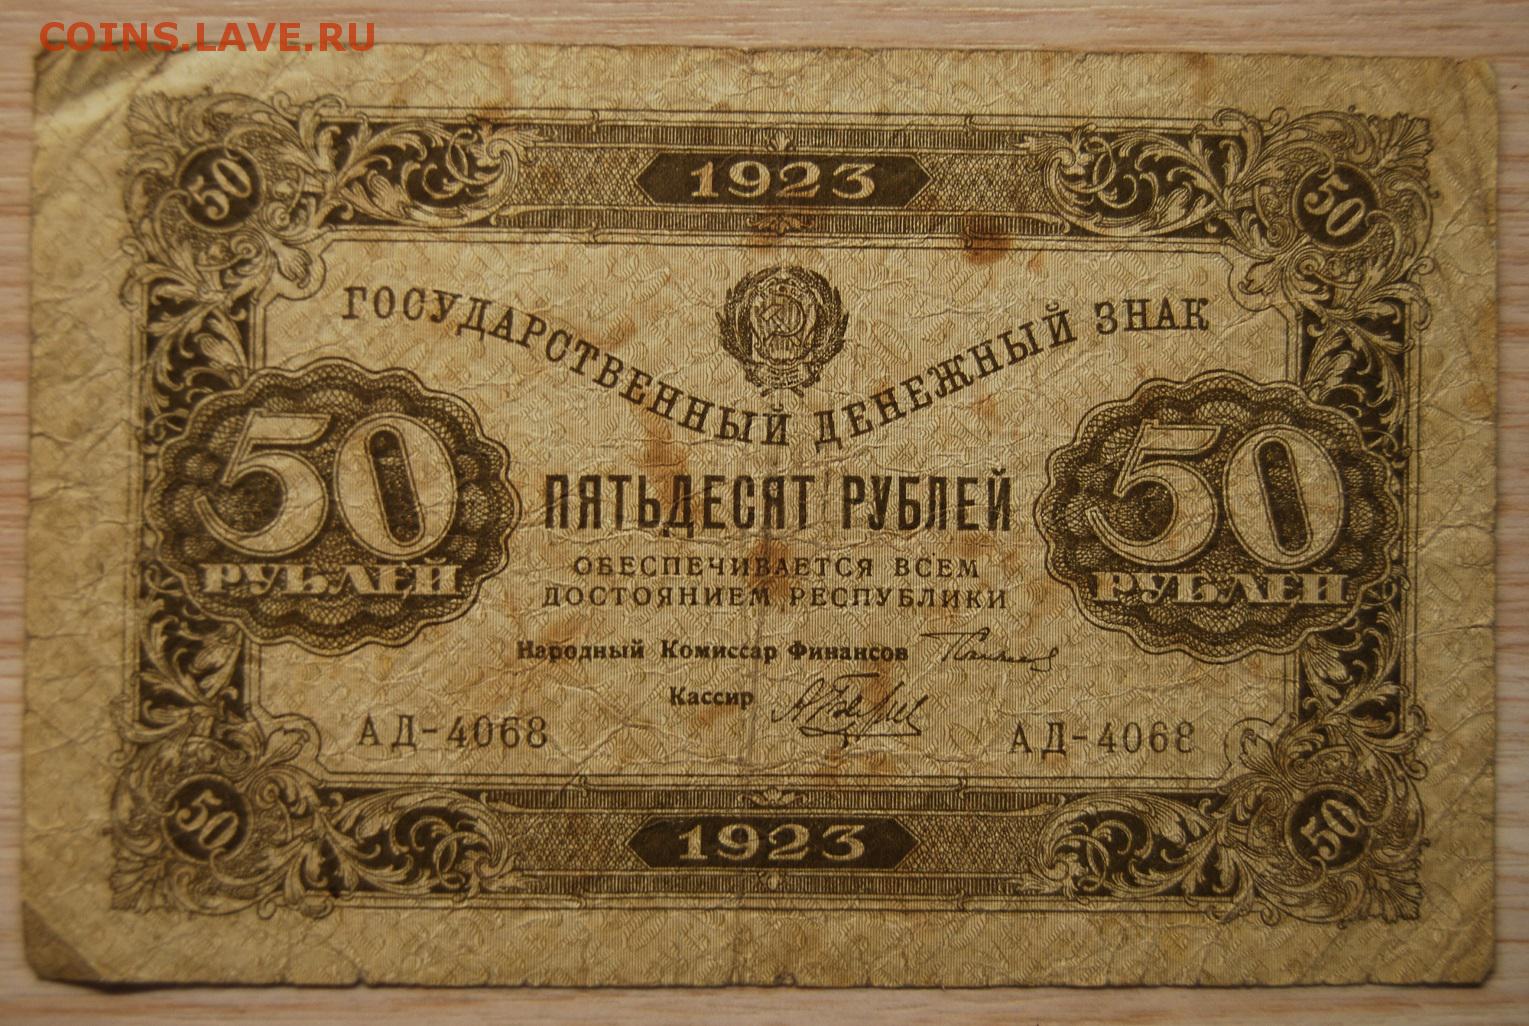 COINS.LAVE.RU
1923
50 50
ГОСУДАРСТВЕННЫЙ ДЕНЕЖНЫЙ ЗНАК
50 РУБЛЕЙ
50 РУБЛЕЙ
ПЯТЬДЕСЯТ РУБЛЕЙ
ОБЕСПЕЧИВАЕТСЯ ВСЕМ
ДОСТОЯНИЕМ РЕСПУБЛИКИ
Народный Комиссар Финансов
Кассир
АД-4068 АД-4068
50 50
1923